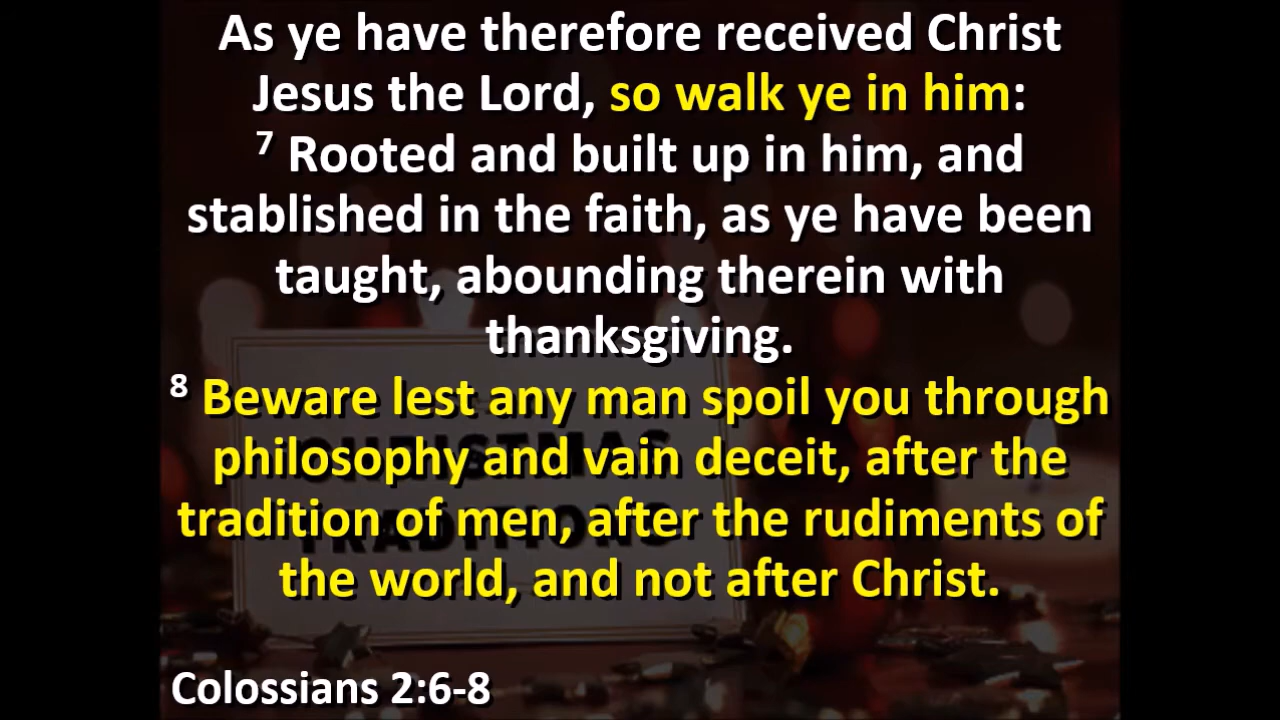 As ye have therefore received Christ
Jesus the Lord, so walk ye in him:
7 Rooted and built up in him, and
stablished in the faith, as ye have been
taught, abounding therein with
thanksgiving.
8 Beware lest any man spoil you through
philosophy and vain deceit, after the
tradition of men, after the rudiments of
the world, and not after Christ.
CHRISTMAS
TRADITIONS
Colossians 2:6-8